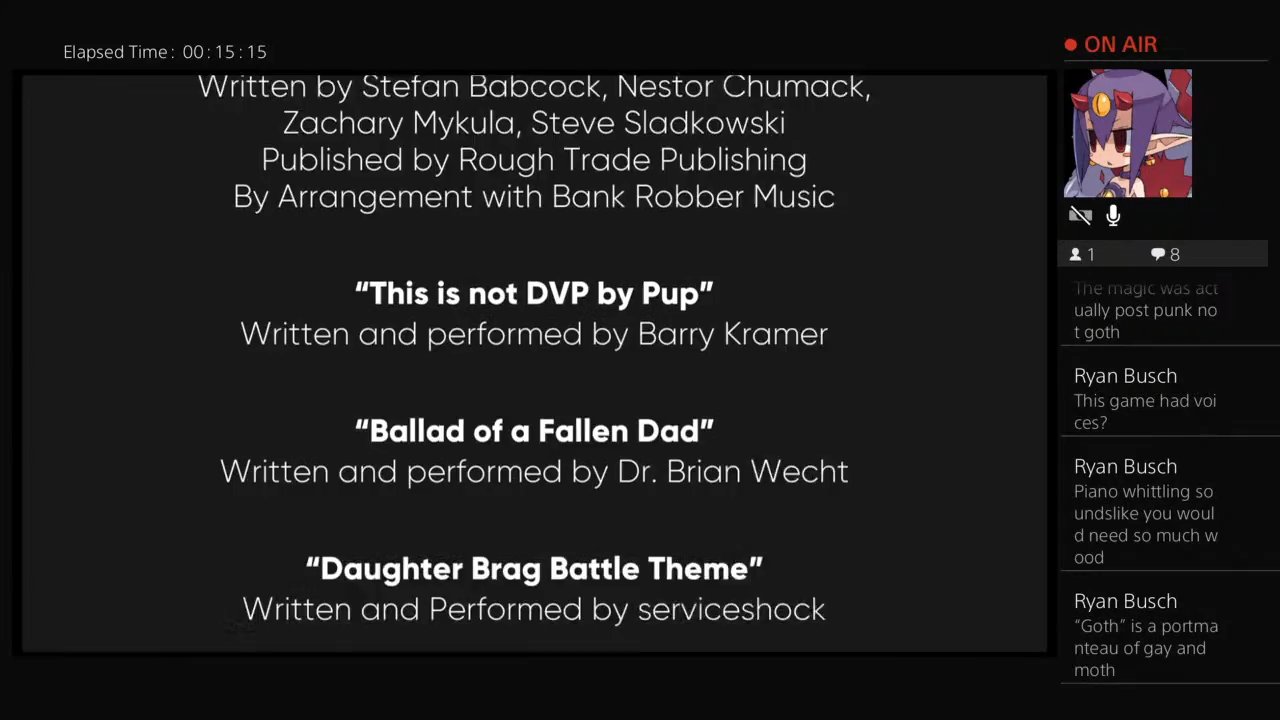 Elapsed Time: 00:15:15
ON AIR
Written by Stefan Babcock, Nestor Chumack,
Zachary Mykula, Steve Sladkowski
Published by Rough Trade Publishing
By Arrangement with Bank Robber Music
“This is not DVP by Pup”
Written and performed by Barry Kramer
“Ballad of a Fallen Dad”
Written and performed by Dr. Brian Wecht
“Daughter Brag Battle Theme”
Written and Performed by serviceshock
1
8
The magic was act
ually post punk no
t goth
Ryan Busch
This game had voi
ces?
Ryan Busch
Piano whittling so
undslike you woul
d need so much w
ood
Ryan Busch
“Goth” is a portma
nteau of gay and
moth